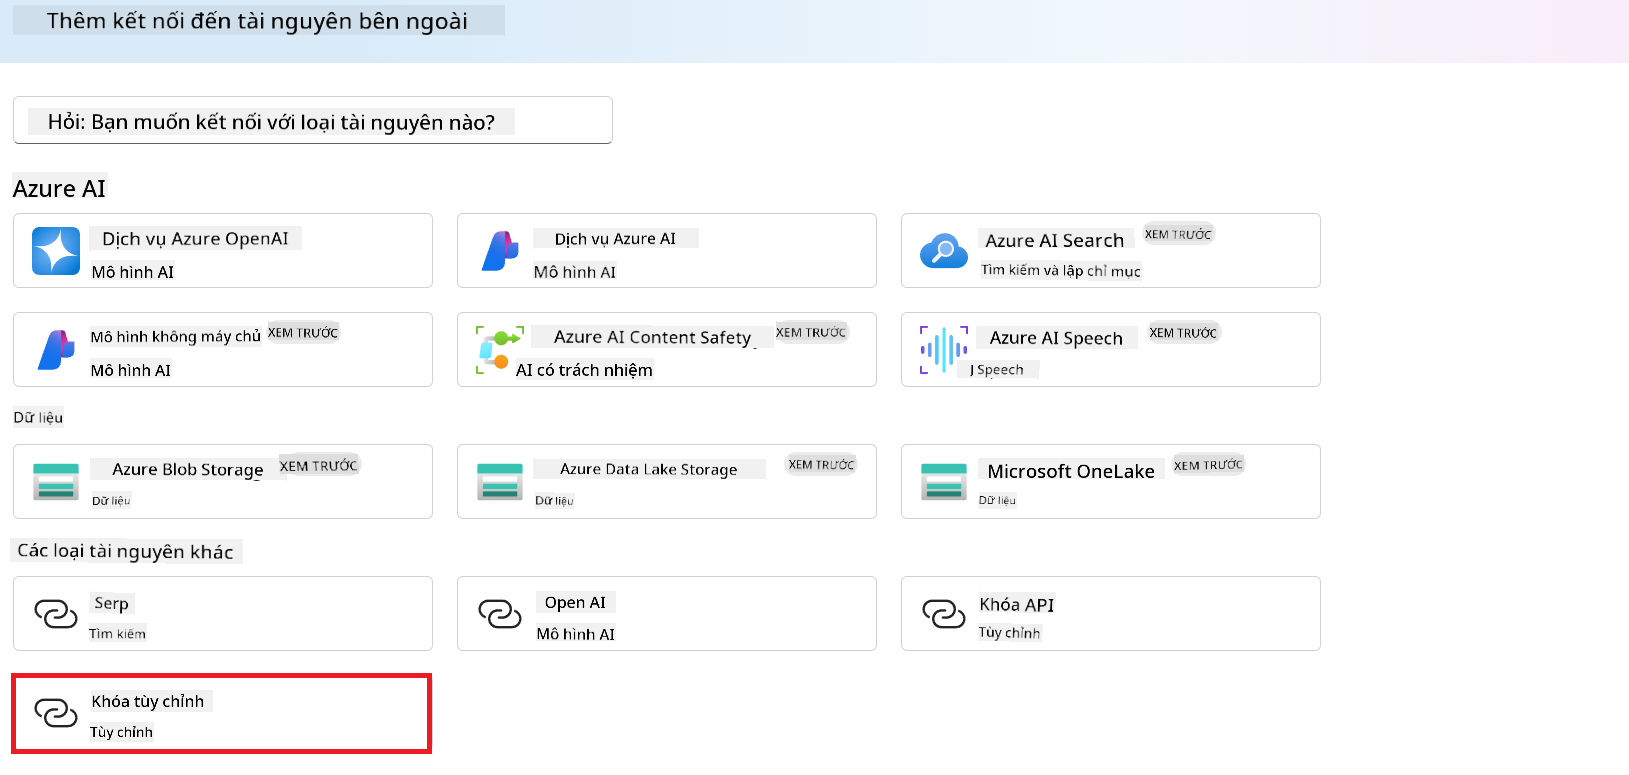 Thêm kết nối đến tài nguyên bên ngoài
Hỏi: Bạn muốn kết nối với loại tài nguyên nào?
Azure AI
Dịch vụ Azure OpenAI
Mô hình AI
Dịch vụ Azure AI
Mô hình AI
Azure AI Search
XEM TRƯỚC
Tìm kiếm và lập chỉ mục
Mô hình không máy chủ
XEM TRƯỚC
Mô hình AI
Azure AI Content Safety
XEM TRƯỚC
AI có trách nhiệm
Azure AI Speech
XEM TRƯỚC
Speech
Dữ liệu
Azure Blob Storage
XEM TRƯỚC
Dữ liệu
Azure Data Lake Storage
XEM TRƯỚC
Dữ liệu
Microsoft OneLake
XEM TRƯỚC
Dữ liệu
Các loại tài nguyên khác
Serp
Tìm kiếm
Open AI
Mô hình AI
Khóa API
Tùy chỉnh
Khóa tùy chỉnh
Tùy chỉnh